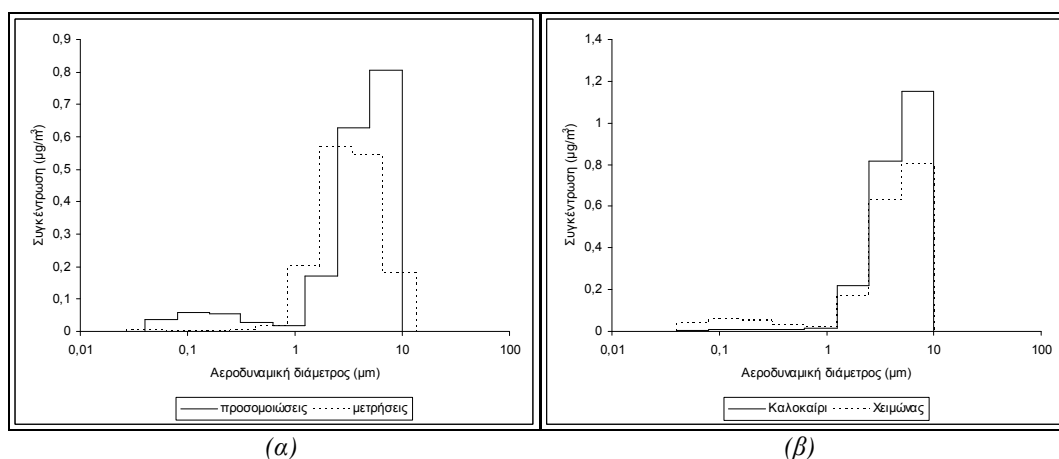 0,9
0,8
0,7
0,6
0,5
0,4
0,3
0,2
0,1
0
0,01
0,1
1
10
100
Συγκέντρωση (μg/m³)
Αεροδυναμική διάμετρος (μm)
προσομοιώσεις
μετρήσεις
(α)
1,4
1,2
1
0,8
0,6
0,4
0,2
0
0,01
0,1
1
10
100
Συγκέντρωση (μg/m³)
Αεροδυναμική διάμετρος (μm)
Καλοκαίρι
Χειμώνας
(β)